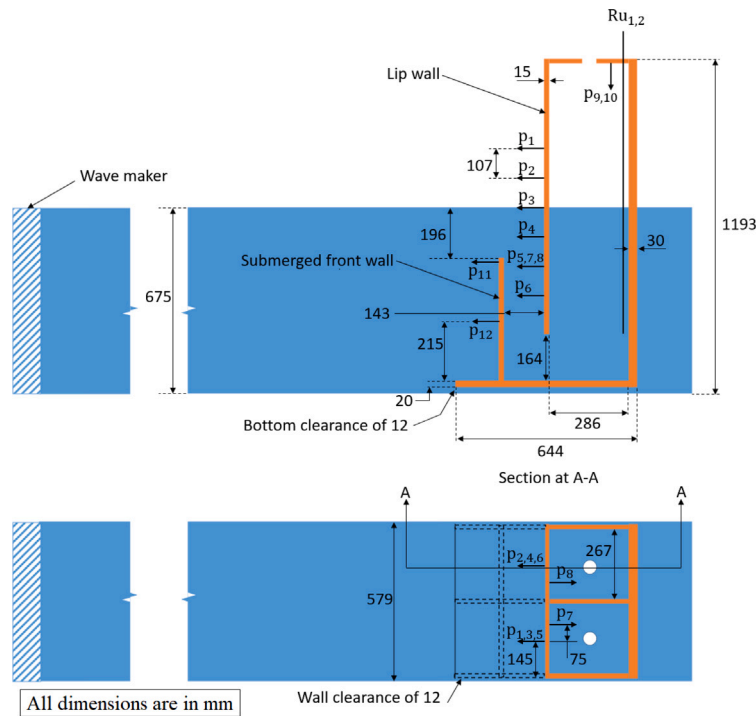 Ru1,2
15
Lip wall
p9,10
p1
107
p2
Wave maker
p3
1193
196
p4
30
Submerged front wall
p5,7,8
p11
675
p6
143
p12
215
164
20
Bottom clearance of 12
286
644
Section at A-A
A
A
p2,4,6
267
p8
579
p7
p1,3,5
145
75
Wall clearance of 12
All dimensions are in mm